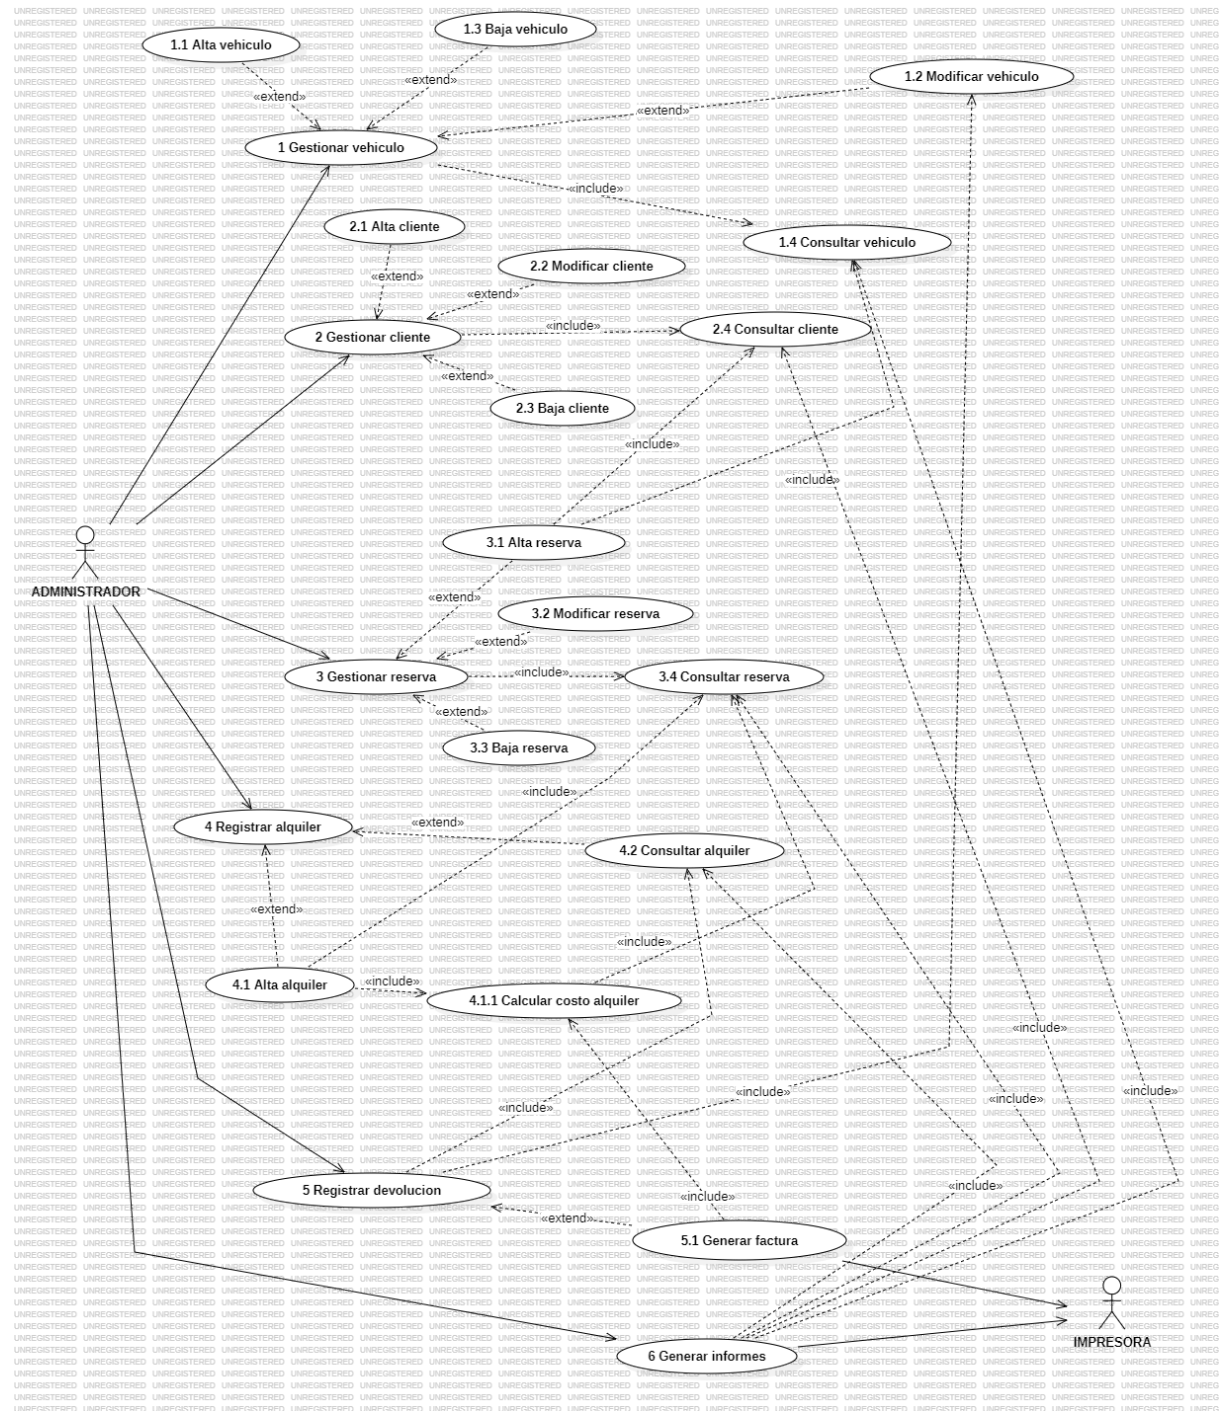 1.3 Baja vehiculo
1.1 Alta vehiculo
1.2 Modificar vehiculo
«extend»
«extend»
«extend»
1 Gestionar vehiculo
«include»
2.1 Alta cliente
1.4 Consultar vehiculo
2.2 Modificar cliente
«extend»
«extend»
2 Gestionar cliente
«include»
2.4 Consultar cliente
«extend»
2.3 Baja cliente
«include»
«include»
3.1 Alta reserva
ADMINISTRADOR
«extend»
3.2 Modificar reserva
«extend»
3 Gestionar reserva
«include»
3.4 Consultar reserva
«extend»
3.3 Baja reserva
«include»
4 Registrar alquiler
«extend»
4.2 Consultar alquiler
«extend»
«include»
4.1 Alta alquiler
«include»
4.1.1 Calcular costo alquiler
«include»
«include»
«include»
«include»
«include»
5 Registrar devolucion
«include»
«include»
«extend»
5.1 Generar factura
IMPRESORA
6 Generar informes
UNREGISTERED